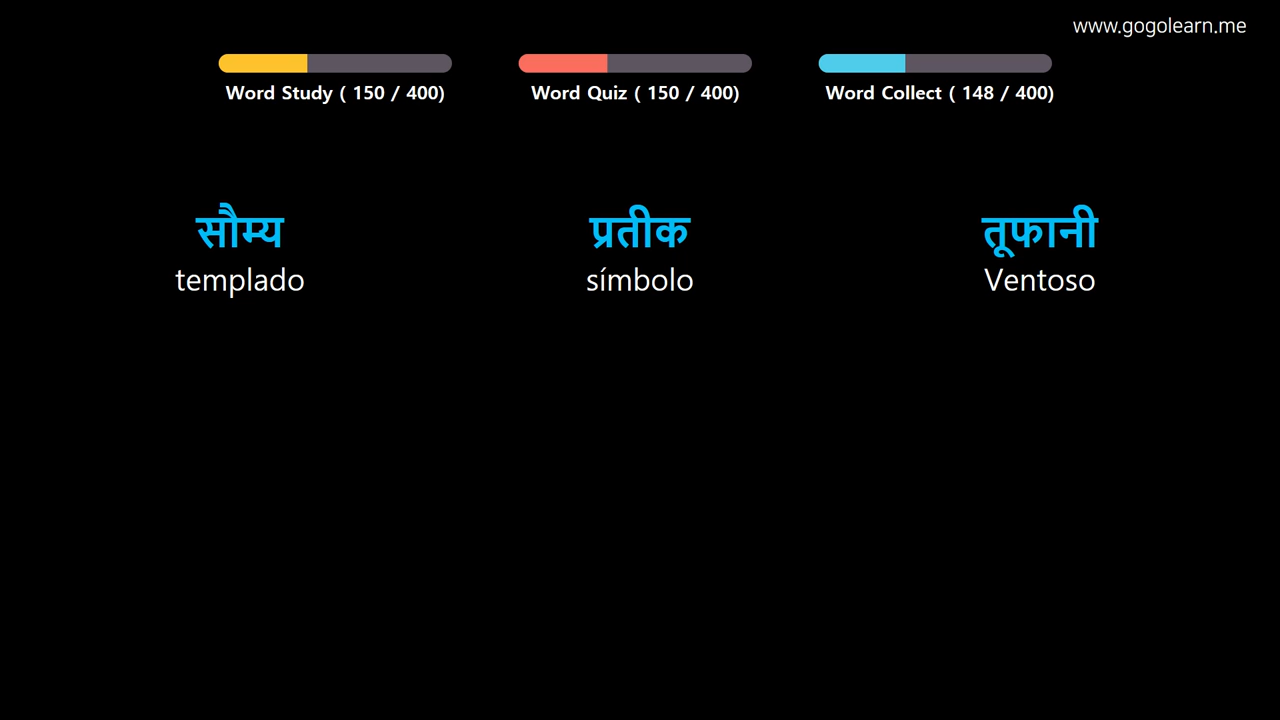 www.gogolearn.me
Word Study ( 150 / 400)
Word Quiz ( 150 / 400)
Word Collect ( 148 / 400)
सौम्य
templado
प्रतीक
símbolo
तूफानी
Ventoso